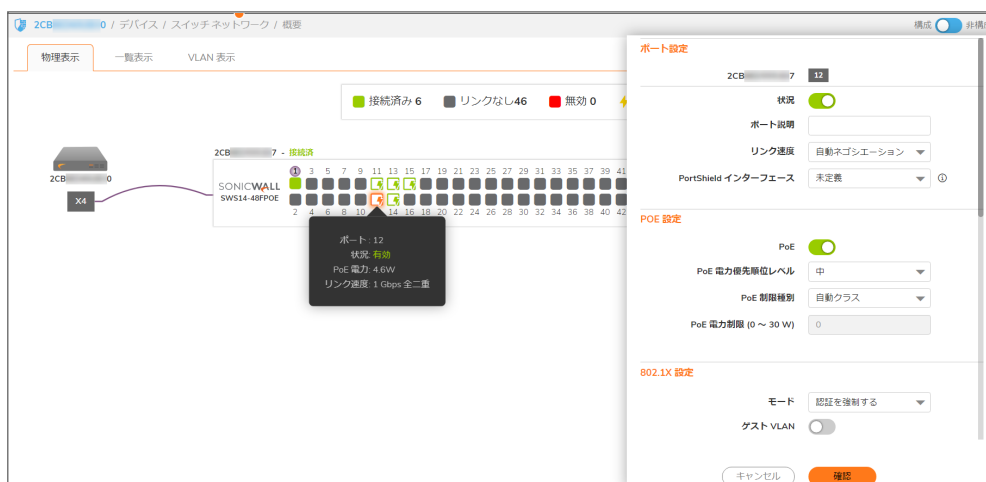 2CB 0 / デバイス / スイッチ ネットワーク / 概要
構成 非構
物理表示 一覧表示 VLAN 表示
接続済み 6 リンクなし46 無効 0
2CB 7 - 接続済
1 3 5 7 9 11 13 15 17 19 21 23 25 27 29 31 33 35 37 39 41
SONICWALL
SWS14-48FPOE
2 4 6 8 10 14 16 18 20 22 24 26 28 30 32 34 36 38 40 42
2CB 0
X4
ポート: 12
状況: 有効
PoE 電力: 4.6W
リンク速度: 1 Gbps 全二重
ポート設定
2CB 7 12
状況
ポート説明
リンク速度 自動ネゴシエーション
PortShield インターフェース 未定義
POE 設定
PoE
PoE 電力優先順位レベル 中
PoE 制限種別 自動クラス
PoE 電力制限 (0 ～ 30 W) 0
802.1X 設定
モード 認証を強制する
ゲスト VLAN
キャンセル 確認